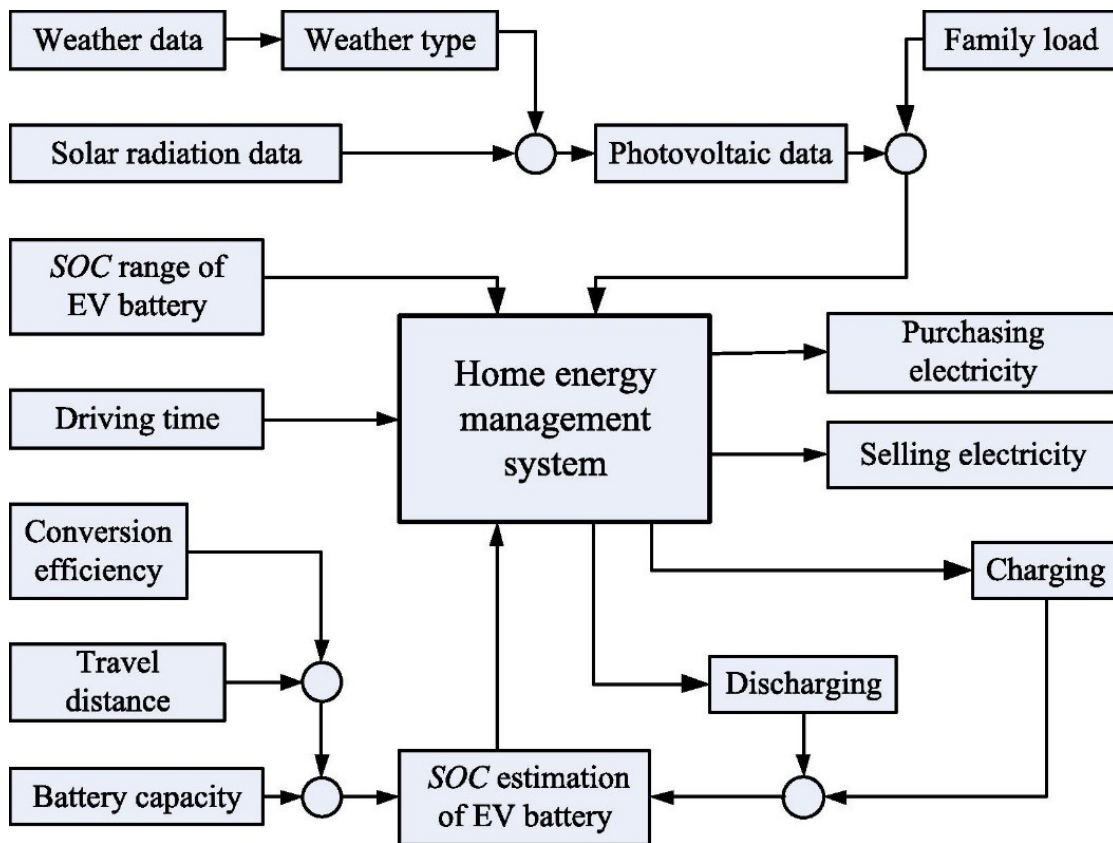 Weather data
Weather type
Family load
Solar radiation data
Photovoltaic data
SOC range of
EV battery
Purchasing
electricity
Home energy
management
system
Driving time
Selling electricity
Conversion
efficiency
Charging
Travel
distance
Discharging
Battery capacity
SOC estimation
of EV battery